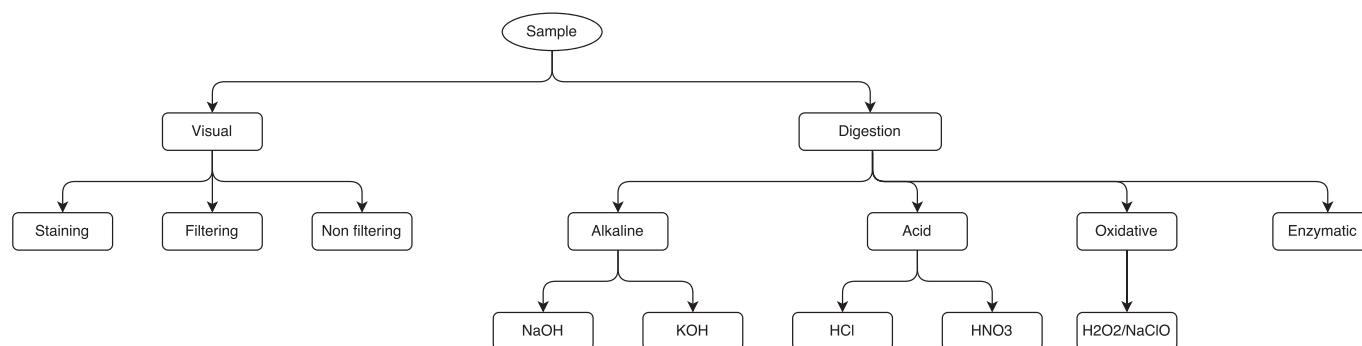 Sample
Visual
Digestion
Staining
Filtering
Non filtering
Alkaline
Acid
Oxidative
Enzymatic
NaOH
KOH
HCl
HNO3
H2O2/NaClO